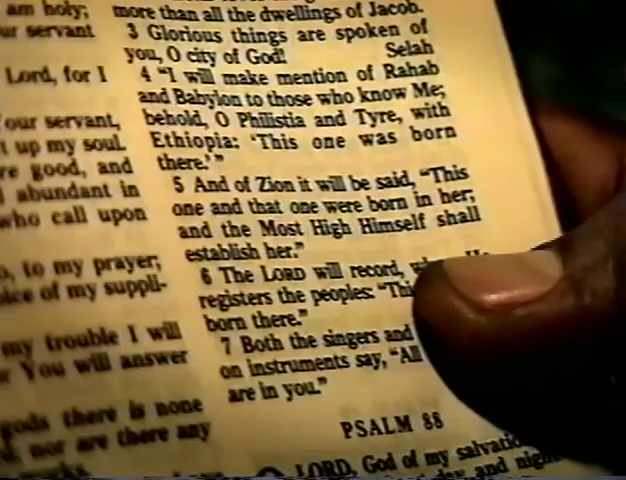 am holy;
ur servant
Lord, for I
our servant,
t up my soul.
re good, and
abundant in
who call upon
to my prayer;
oice of my suppli-
my trouble I will
You will answer
gods there is none
nor are there any
works.
more than all the dwellings of Jacob.
3 Glorious things are spoken of
you, O city of God! Selah
4 “I will make mention of Rahab
and Babylon to those who know Me;
behold, O Philistia and Tyre, with
Ethiopia: ‘This one was born
there.’ ”
5 And of Zion it will be said, “This
one and that one were born in her;
and the Most High Himself shall
establish her.”
6 The LORD will record,
registers the peoples: “Thi
born there.”
7 Both the singers and
on instruments say, “All
are in you.”
PSALM 88
O LORD, God of my salvatio
day and nigh